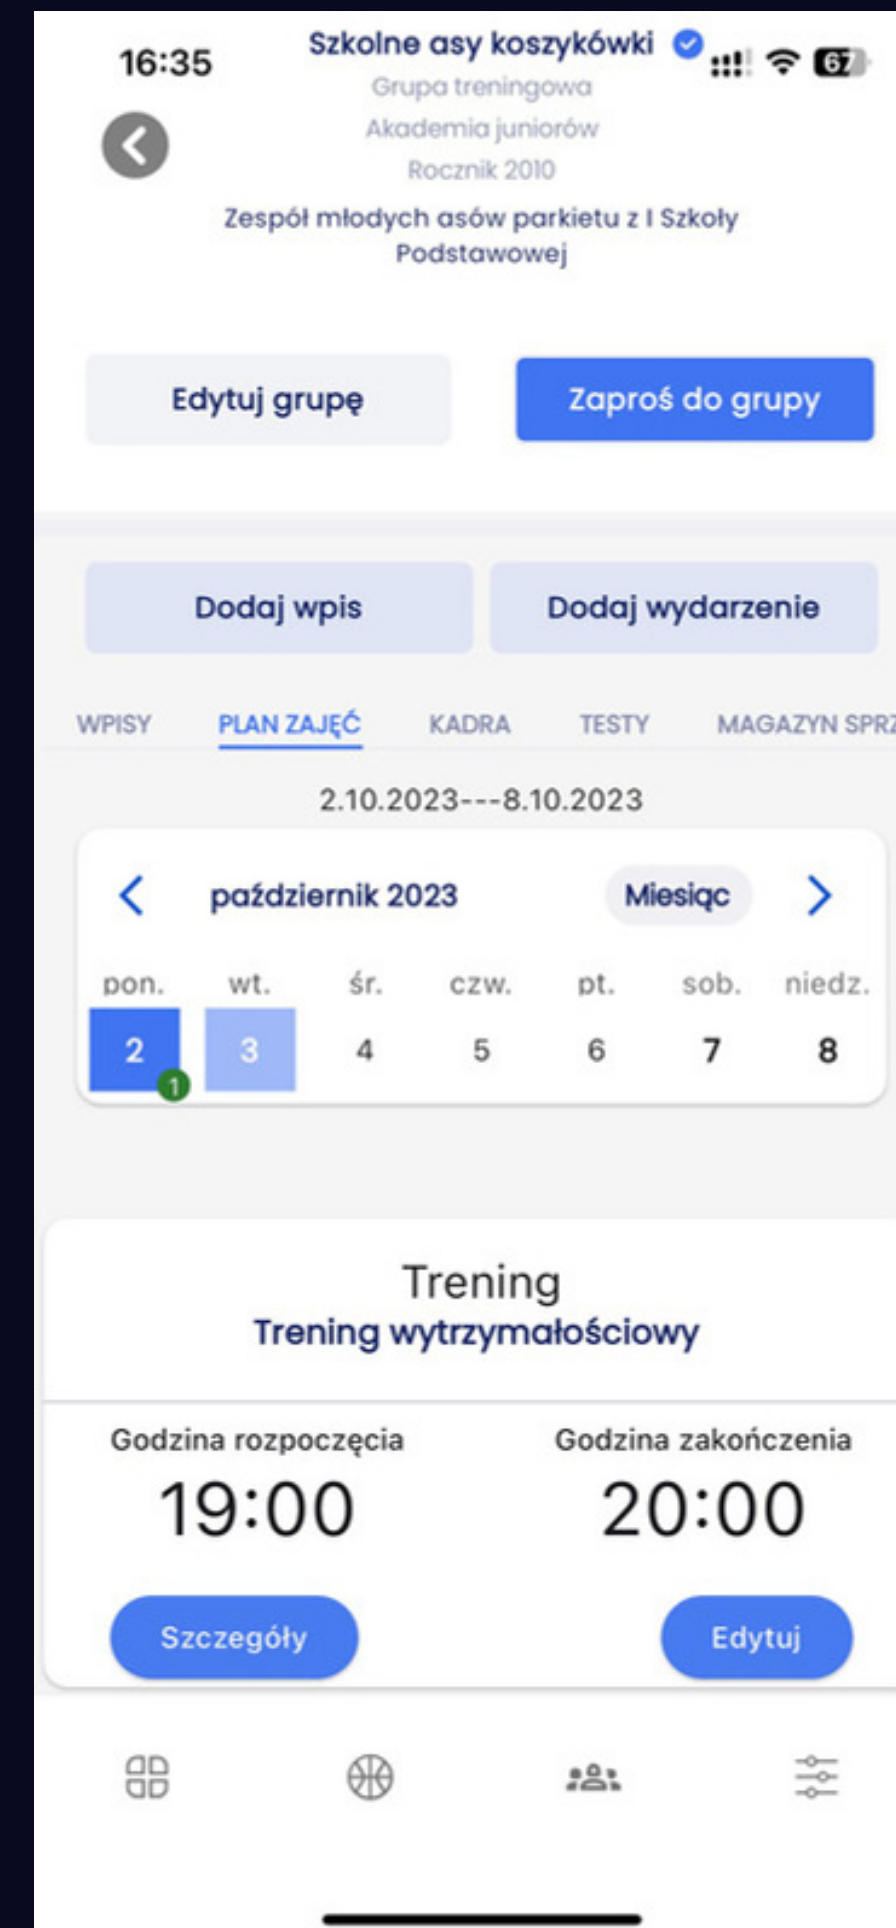 16:35
Szkolne asy koszykówki
67
Grupa treningowa
Akademia juniorów
Rocznik 2010
Zespół młodych asów parkietu z I Szkoły
Podstawowej
Edytuj grupę
Zaproś do grupy
Dodaj wpis
Dodaj wydarzenie
WPISY PLAN ZAJĘĆ KADRA TESTY MAGAZYN SPRZ
2.10.2023---8.10.2023
październik 2023
Miesiąc
pon. wt. śr. czw. pt. sob. niedz.
2 3 4 5 6 7 8
1
Trening
Trening wytrzymałościowy
Godzina rozpoczęcia
Godzina zakończenia
19:00
20:00
Szczegóły
Edytuj